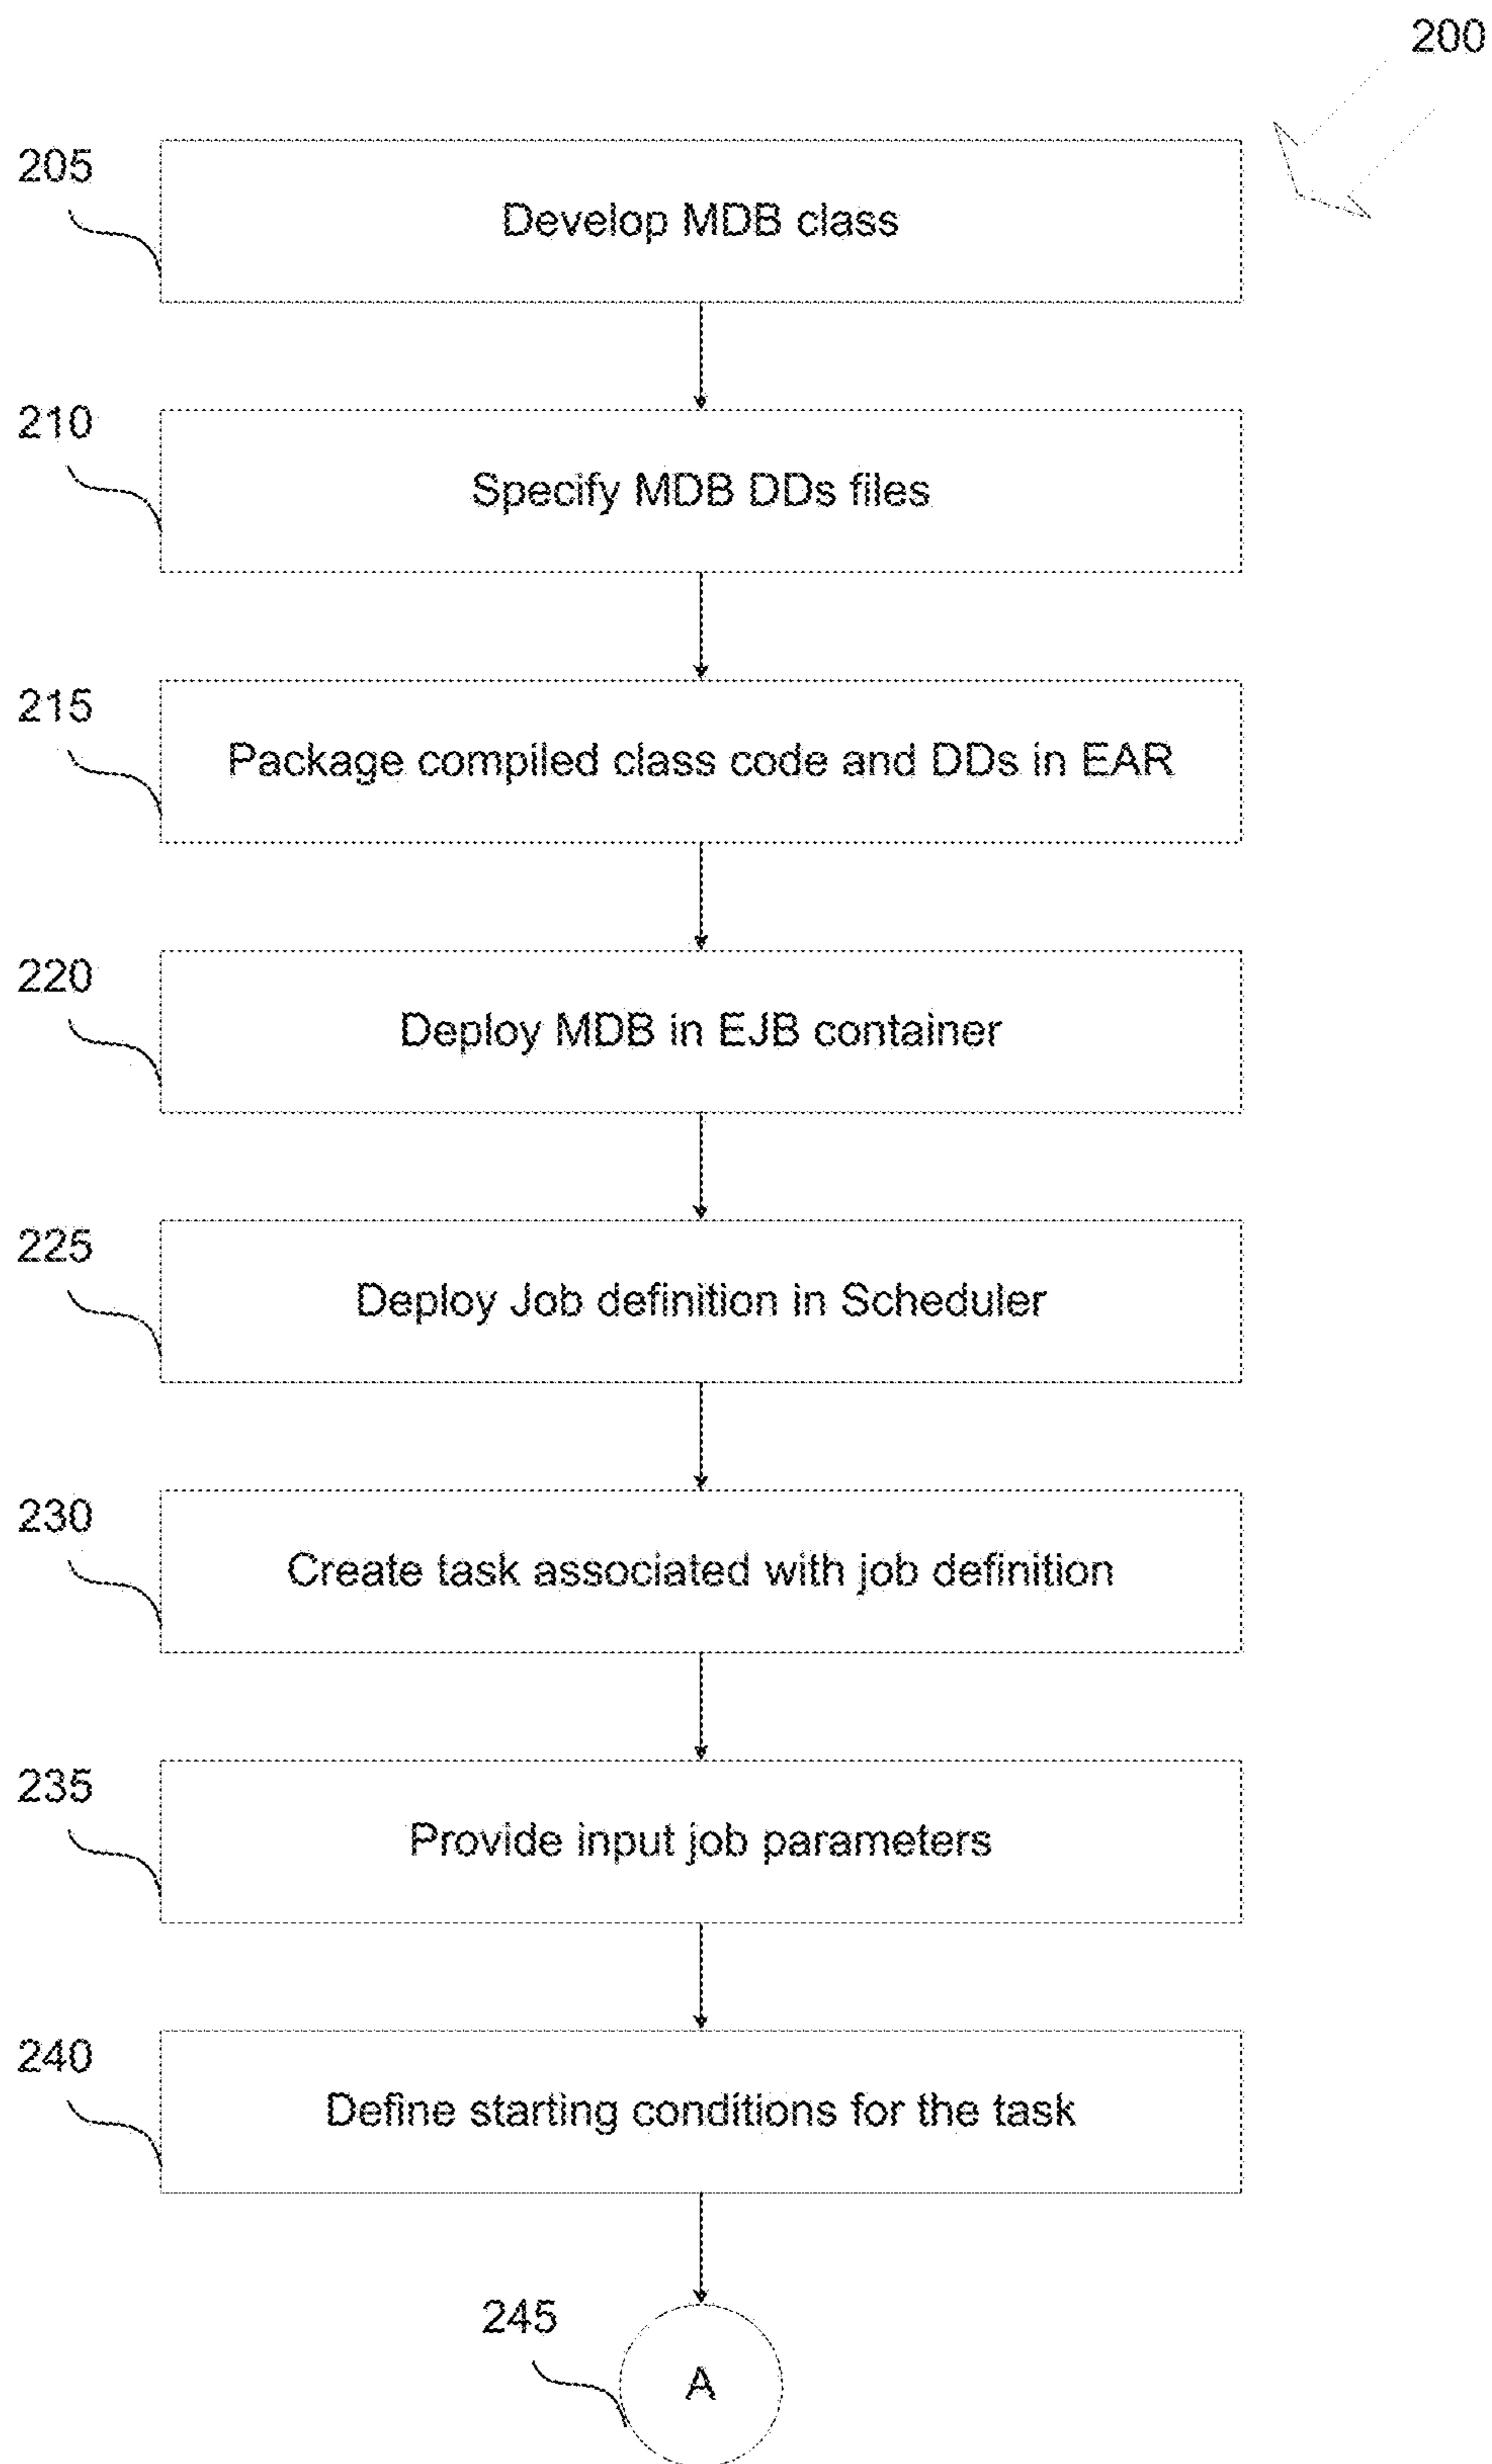 200
205
Develop MDB class
210
Specify MDB DDs files
215
Package compiled class code and DDs in EAR
220
Deploy MDB in EJB container
225
Deploy Job definition in Scheduler
230
Create task associated with job definition
235
Provide input job parameters
240
Define starting conditions for the task
245
A